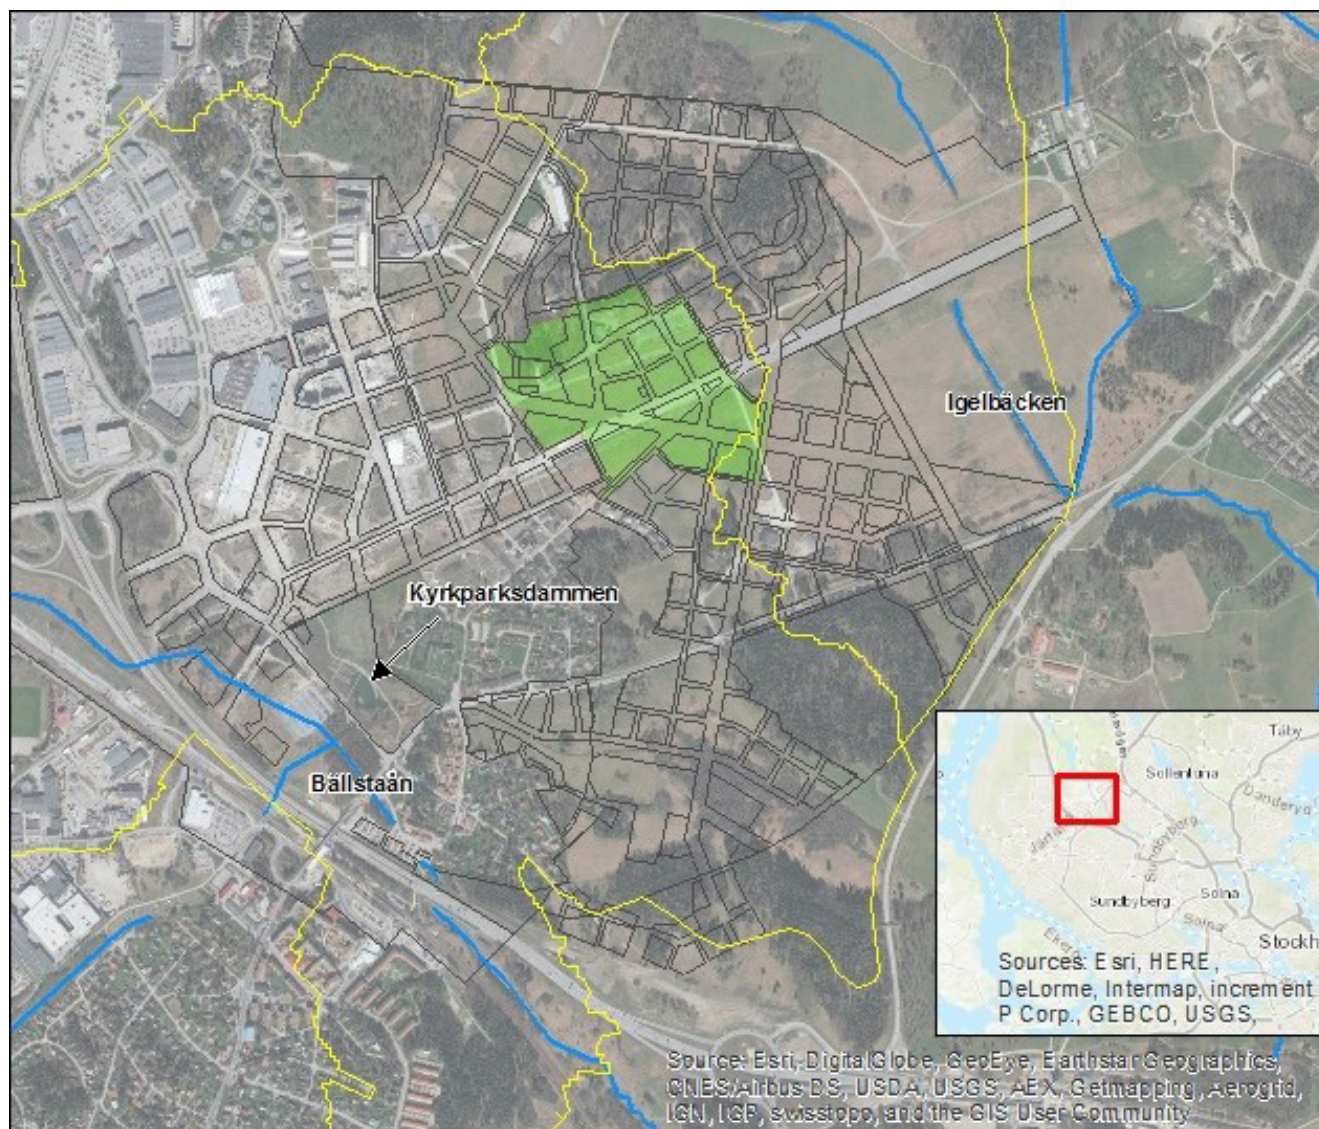 Igelbäcken
Kyrkparksdammen
Bällstaån
Täby
Sollentuna
Danderyd
Järfälla
Sundbyberg
Sundbyberg
Solna
Solna
Stockh
Sources: Esri, HERE,
DeLorme, Intermap, increment
P Corp., GEBCO, USGS,
Source: Esri, DigitalGlobe, GeoEye, Earthstar Geographics,
CNES/Airbus DS, USDA, USGS, AEX, Getmapping, Aerogrid,
IGN, IGP, swisstopo, and the GIS User Community